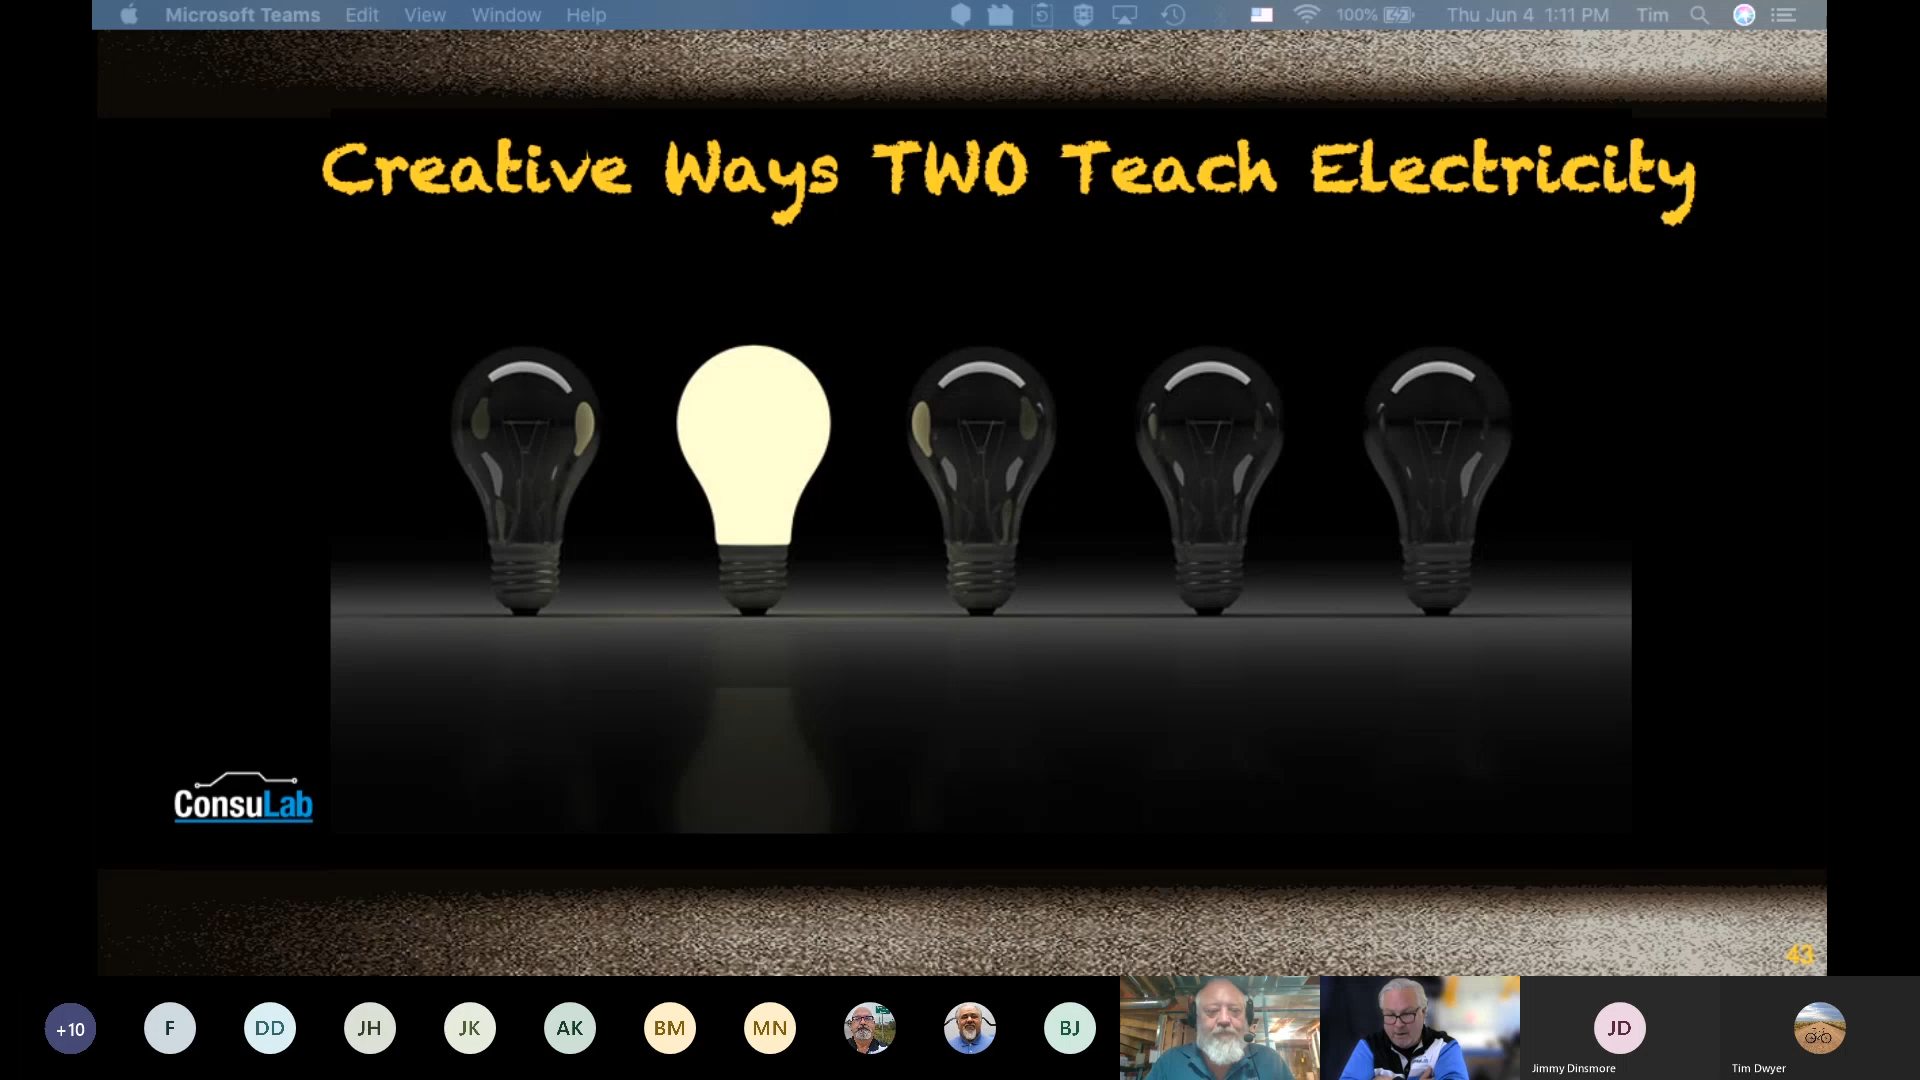 Microsoft Teams Edit View Window Help 100% Thu Jun 4 1:11 PM Tim
Creative Ways TWO Teach Electricity
ConsuLab
43
+10 F DD JH JK AK BM MN BJ JD
Jimmy Dinsmore Tim Dwyer